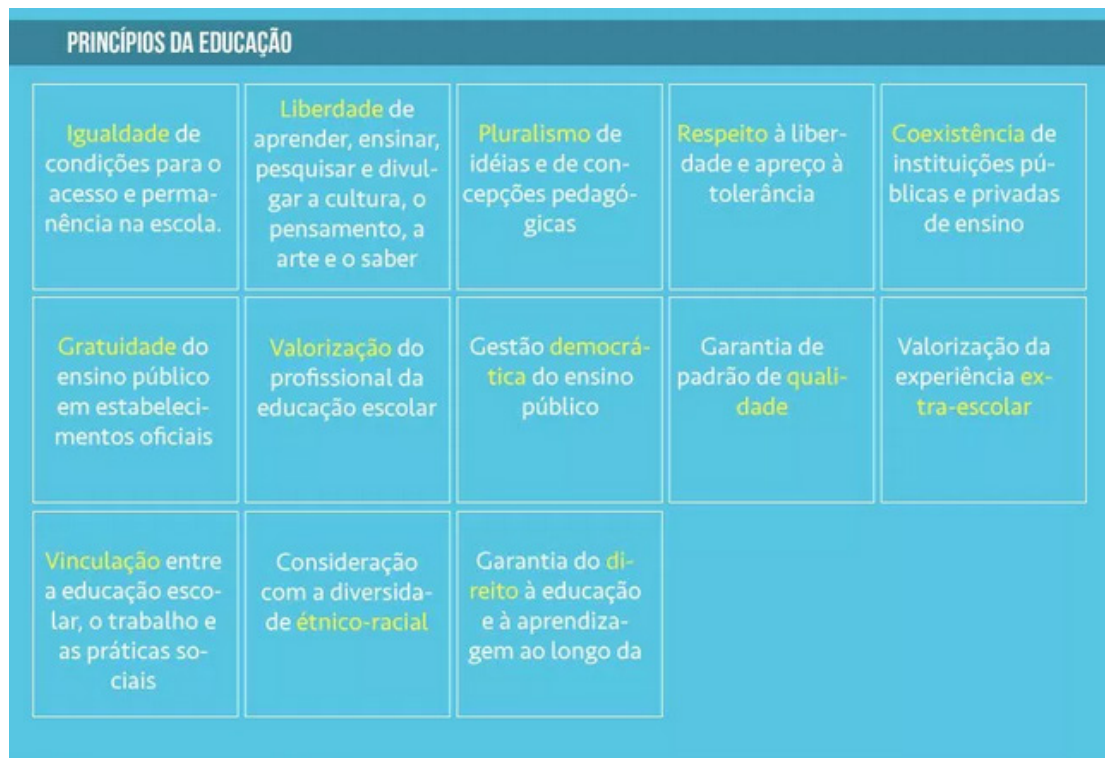 PRINCÍPIOS DA EDUCAÇÃO
Igualdade de
condições para o
acesso e perma-
nência na escola.
Liberdade de
aprender, ensinar,
pesquisar e divul-
gar a cultura, o
pensamento, a
arte e o saber
Pluralismo de
idéias e de con-
cepções pedagó-
gicas
Respeito à liber-
dade e apreço à
tolerância
Coexistência de
instituições pú-
blicas e privadas
de ensino
Gratuidade do
ensino público
em estabeleci-
mentos oficiais
Valorização do
profissional da
educação escolar
Gestão democrá-
tica do ensino
público
Garantia de
padrão de quali-
dade
Valorização da
experiência ex-
tra-escolar
Vinculação entre
a educação esco-
lar, o trabalho e
as práticas so-
ciais
Consideração
com a diversida-
de étnico-racial
Garantia do di-
reito à educação
e à aprendiza-
gem ao longo da